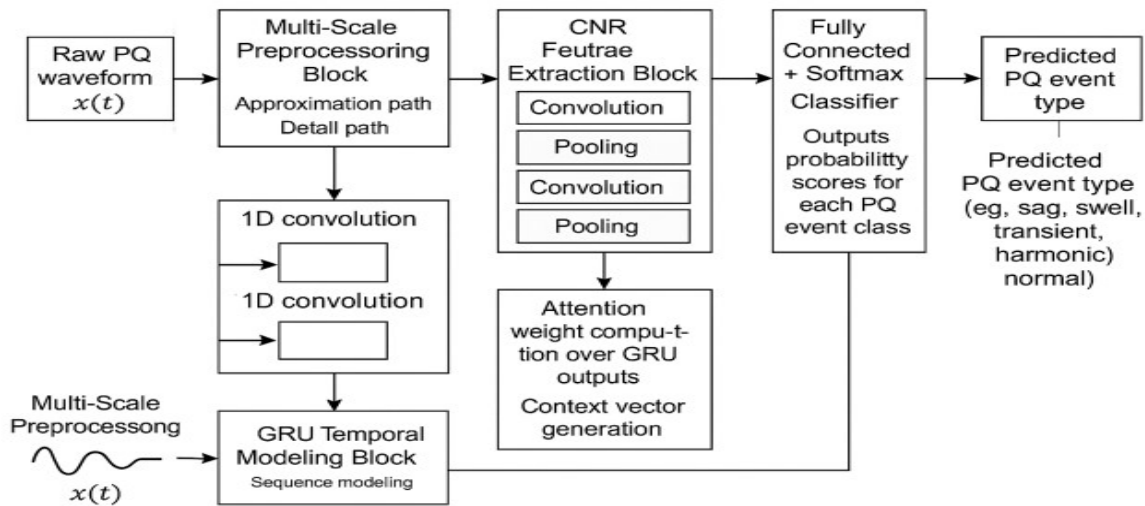 Raw PQ
waveform
x(t)
Multi-Scale
Preprocessoring
Block
Approximation path
Detall path
CNR
Feutrae
Extraction Block
Convolution
Pooling
Convolution
Pooling
Fully
Connected
+ Softmax
Classifier
Outputs
probabilitty
scores for
each PQ
event class
Predicted
PQ event
type
Predicted
PQ event type
(eg, sag, swell,
transient,
harmonic)
normal)
1D convolution
1D convolution
Attention
weight compu-t-
tion over GRU
outputs
Context vector
generation
Multi-Scale
Preprocessong
x(t)
GRU Temporal
Modeling Block
Sequence modeling